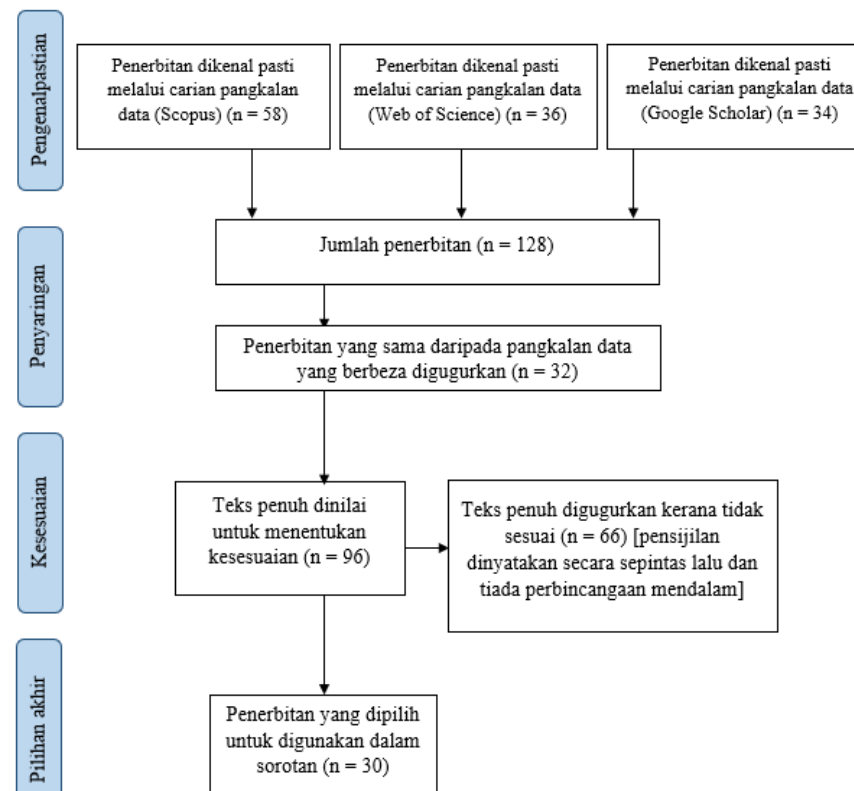 Pengenalpastian
Penerbitan dikenal pasti
melalui carian pangkalan
data (Scopus) (n = 58)
Penerbitan dikenal pasti
melalui carian pangkalan data
(Web of Science) (n = 36)
Penerbitan dikenal pasti
melalui carian pangkalan data
(Google Scholar) (n = 34)
Penyaringan
Jumlah penerbitan (n = 128)
Penerbitan yang sama daripada pangkalan data
yang berbeza digugurkan (n = 32)
Kesesuaian
Teks penuh dinilai
untuk menentukan
kesesuaian (n = 96)
Teks penuh digugurkan kerana tidak
sesuai (n = 66) [pensijilan
dinyatakan secara sepintas lalu dan
tiada perbincangaan mendalam]
Pilihan akhir
Penerbitan yang dipilih
untuk digunakan dalam
sorotan (n = 30)